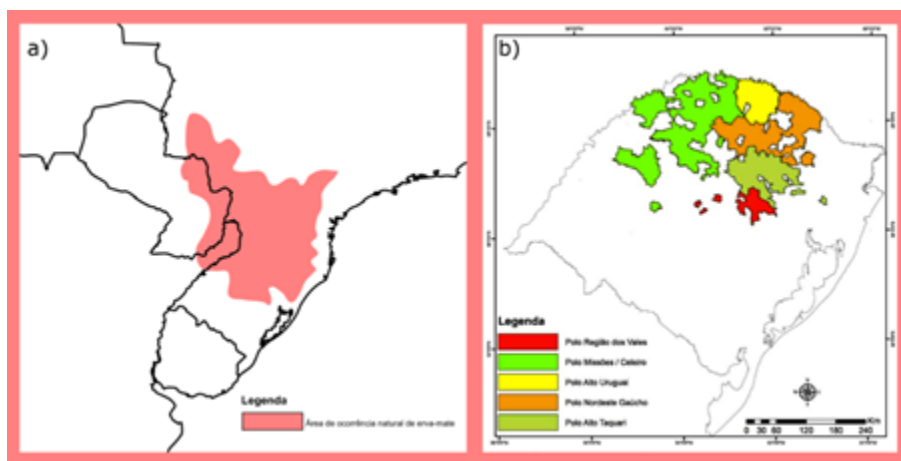 a)
Legenda
Área de ocorrência natural de erva-mate
b)
Legenda
Polo Região dos Vales
Polo Missões / Celeiro
Polo Alto Uruguai
Polo Nordeste Gaúcho
Polo Alto Taquari
0 30 60 120 180 240 Km